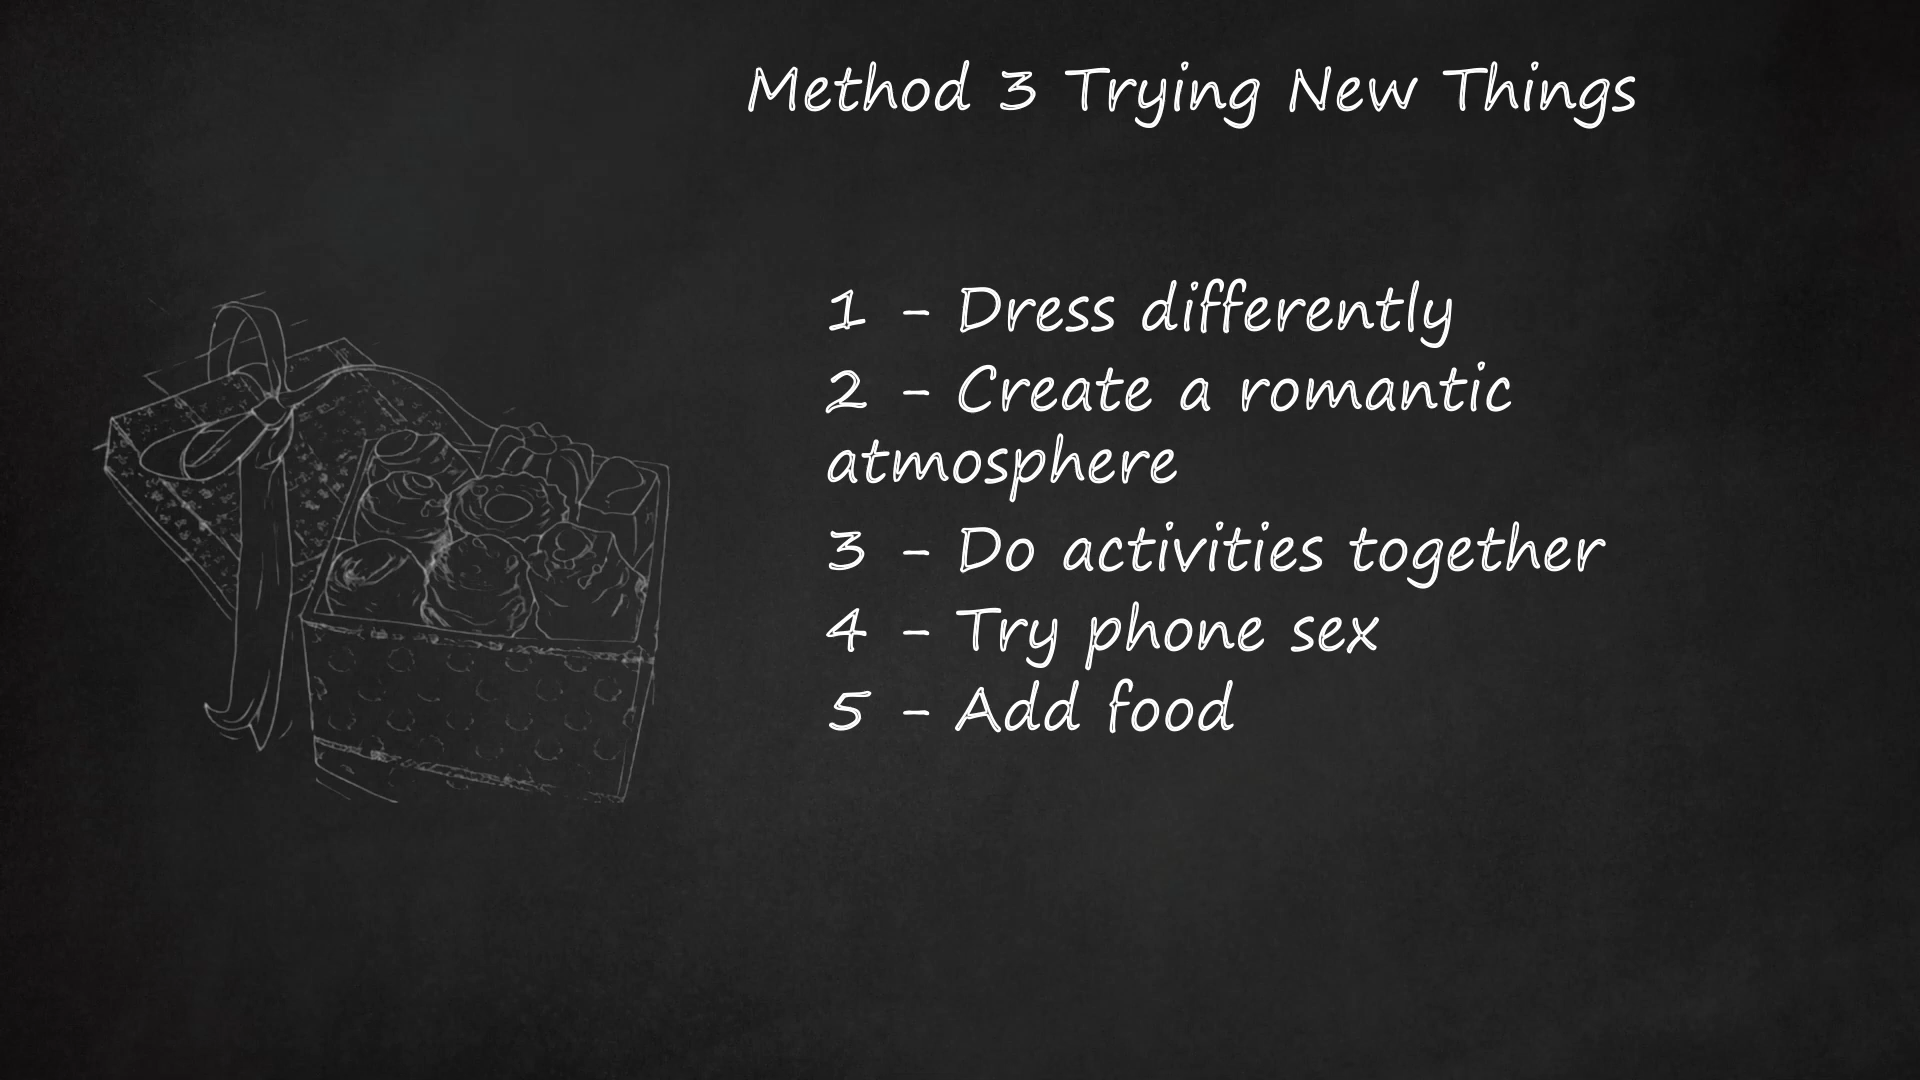 Method 3 Trying New Things
1 - Dress differently
2 - Create a romantic
atmosphere
3 - Do activities together
4 - Try phone sex
5 - Add food